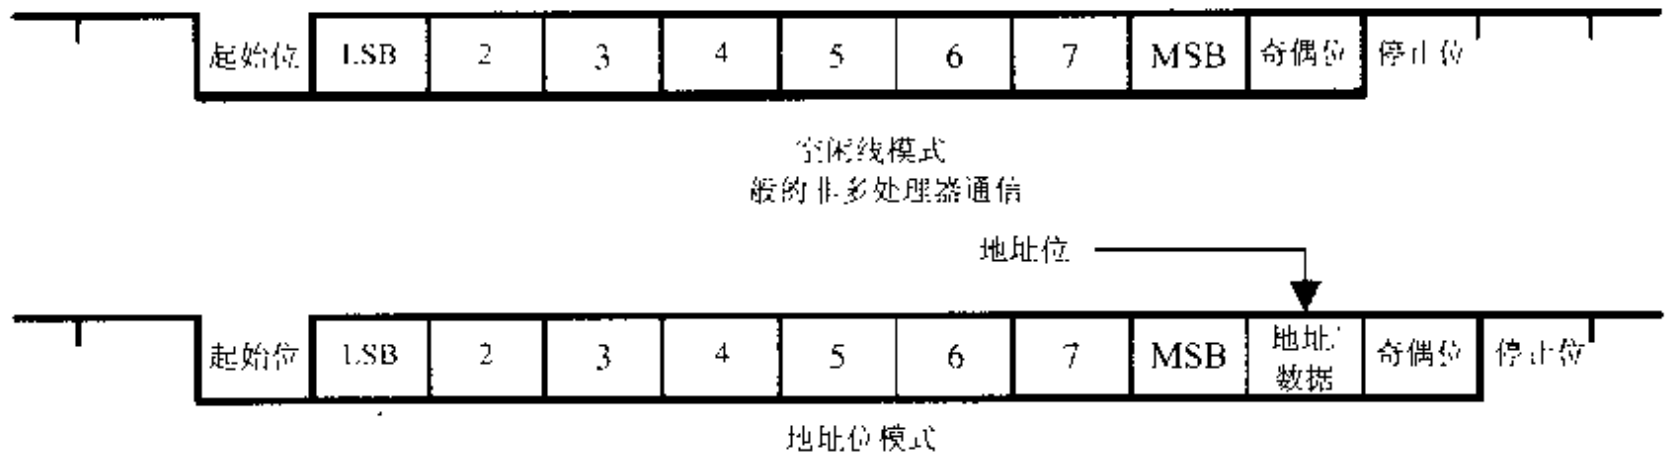 起始位 LSB 2 3 4 5 6 7 MSB 奇偶位 停止位
空闲线模式
般的非多处理器通信
地址位
起始位 LSB 2 3 4 5 6 7 MSB 地址/数据 奇偶位 停止位
地址位模式